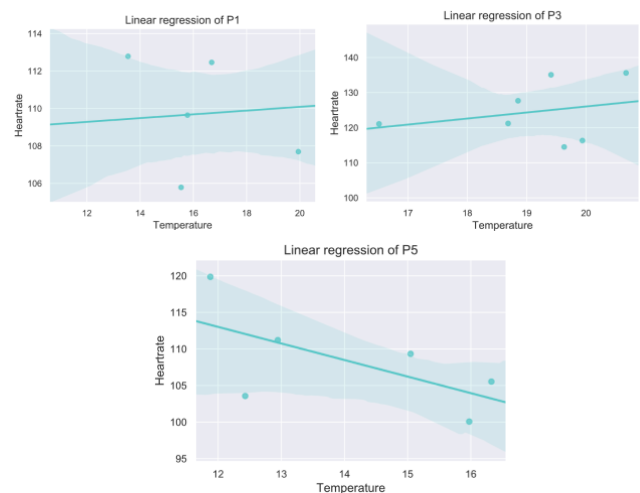 Linear regression of P1
114
112
110
108
106
Heartrate
12 14 16 18 20
Temperature
Linear regression of P3
140
130
120
110
100
Heartrate
17 18 19 20
Temperature
Linear regression of P5
120
115
110
105
100
95
Heartrate
12 13 14 15 16
Temperature